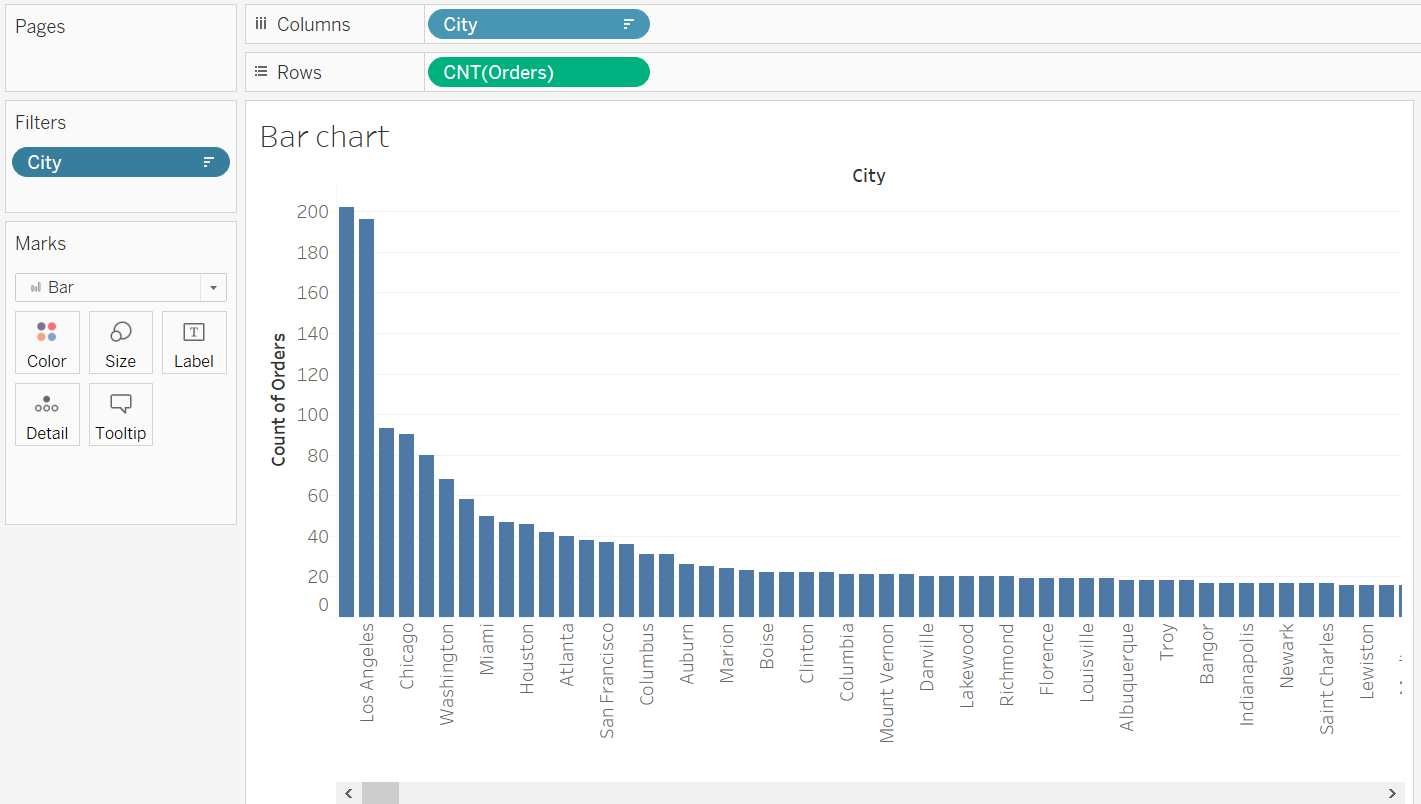 Pages
Columns
City
Rows
CNT(Orders)
Filters
City
Marks
Bar
Color
Size
Label
Detail
Tooltip
Bar chart
City
Count of Orders
200
180
160
140
120
100
80
60
40
20
0
Los Angeles
Chicago
Washington
Miami
Houston
Atlanta
San Francisco
Columbus
Auburn
Marion
Boise
Clinton
Columbia
Mount Vernon
Danville
Lakewood
Richmond
Florence
Louisville
Albuquerque
Troy
Bangor
Indianapolis
Newark
Saint Charles
Lewiston